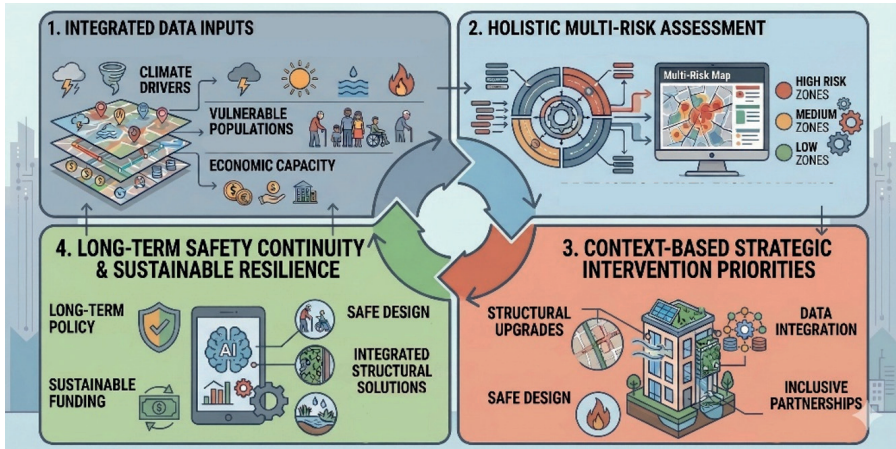 1. INTEGRATED DATA INPUTS
CLIMATE
DRIVERS
VULNERABLE
POPULATIONS
ECONOMIC CAPACITY
2. HOLISTIC MULTI-RISK ASSESSMENT
Multi-Risk Map
HIGH RISK
ZONES
MEDIUM
ZONES
LOW
ZONES
4. LONG-TERM SAFETY CONTINUITY
& SUSTAINABLE RESILIENCE
LONG-TERM
POLICY
SUSTAINABLE
FUNDING
AI
SAFE DESIGN
INTEGRATED
STRUCTURAL
SOLUTIONS
3. CONTEXT-BASED STRATEGIC
INTERVENTION PRIORITIES
STRUCTURAL
UPGRADES
SAFE DESIGN
DATA
INTEGRATION
INCLUSIVE
PARTNERSHIPS